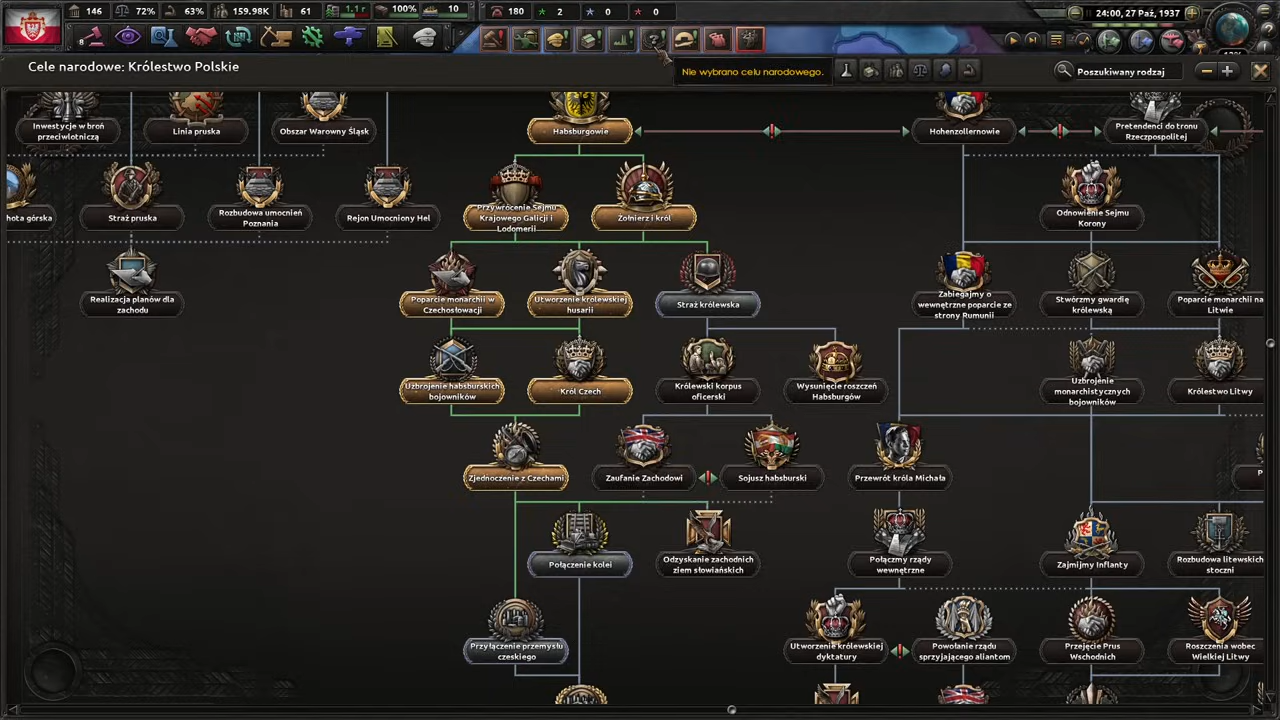 146
72%
63%
159.98K
61
1.1 r
100%
10
180
2
0
0
24:00, 27 Paź, 1937
8
Nie wybrano celu narodowego.
Cele narodowe: Królestwo Polskie
Poszukiwany rodzaj
Inwestycje w broń
przeciwlotniczą
Linia pruska
Obszar Warowny Śląsk
Habsburgowie
Hohenzollernowie
Pretendenci do tronu
Rzeczpospolitej
hota górska
Straż pruska
Rozbudowa umocnień
Poznania
Rejon Umocniony Hel
Przywrócenie Sejmu
Krajowego Galicji i
Lodomerii
Żołnierz i król
Odnowienie Sejmu
Korony
Realizacja planów dla
zachodu
Poparcie monarchii w
Czechosłowacji
Utworzenie królewskiej
husarii
Straż królewska
Zabiegajmy o
wewnętrzne poparcie ze
strony Rumunii
Stwórzmy gwardię
królewską
Poparcie monarchii na
Litwie
Uzbrojenie habsburskich
bojowników
Król Czech
Królewski korpus
oficerski
Wysunięcie roszczeń
Habsburgów
Uzbrojenie
monarchistycznych
bojowników
Królestwo Litwy
Zjednoczenie z Czechami
Zaufanie Zachodowi
Sojusz habsburski
Przewrót króla Michała
Połączenie kolei
Odzyskanie zachodnich
ziem słowiańskich
Połączmy rządy
wewnętrzne
Zajmijmy Inflanty
Rozbudowa litewskich
stoczni
Przyłączenie przemysłu
czeskiego
Utworzenie królewskiej
dyktatury
Powołanie rządu
sprzyjającego aliantom
Przejęcie Prus
Wschodnich
Roszczenia wobec
Wielkiej Litwy